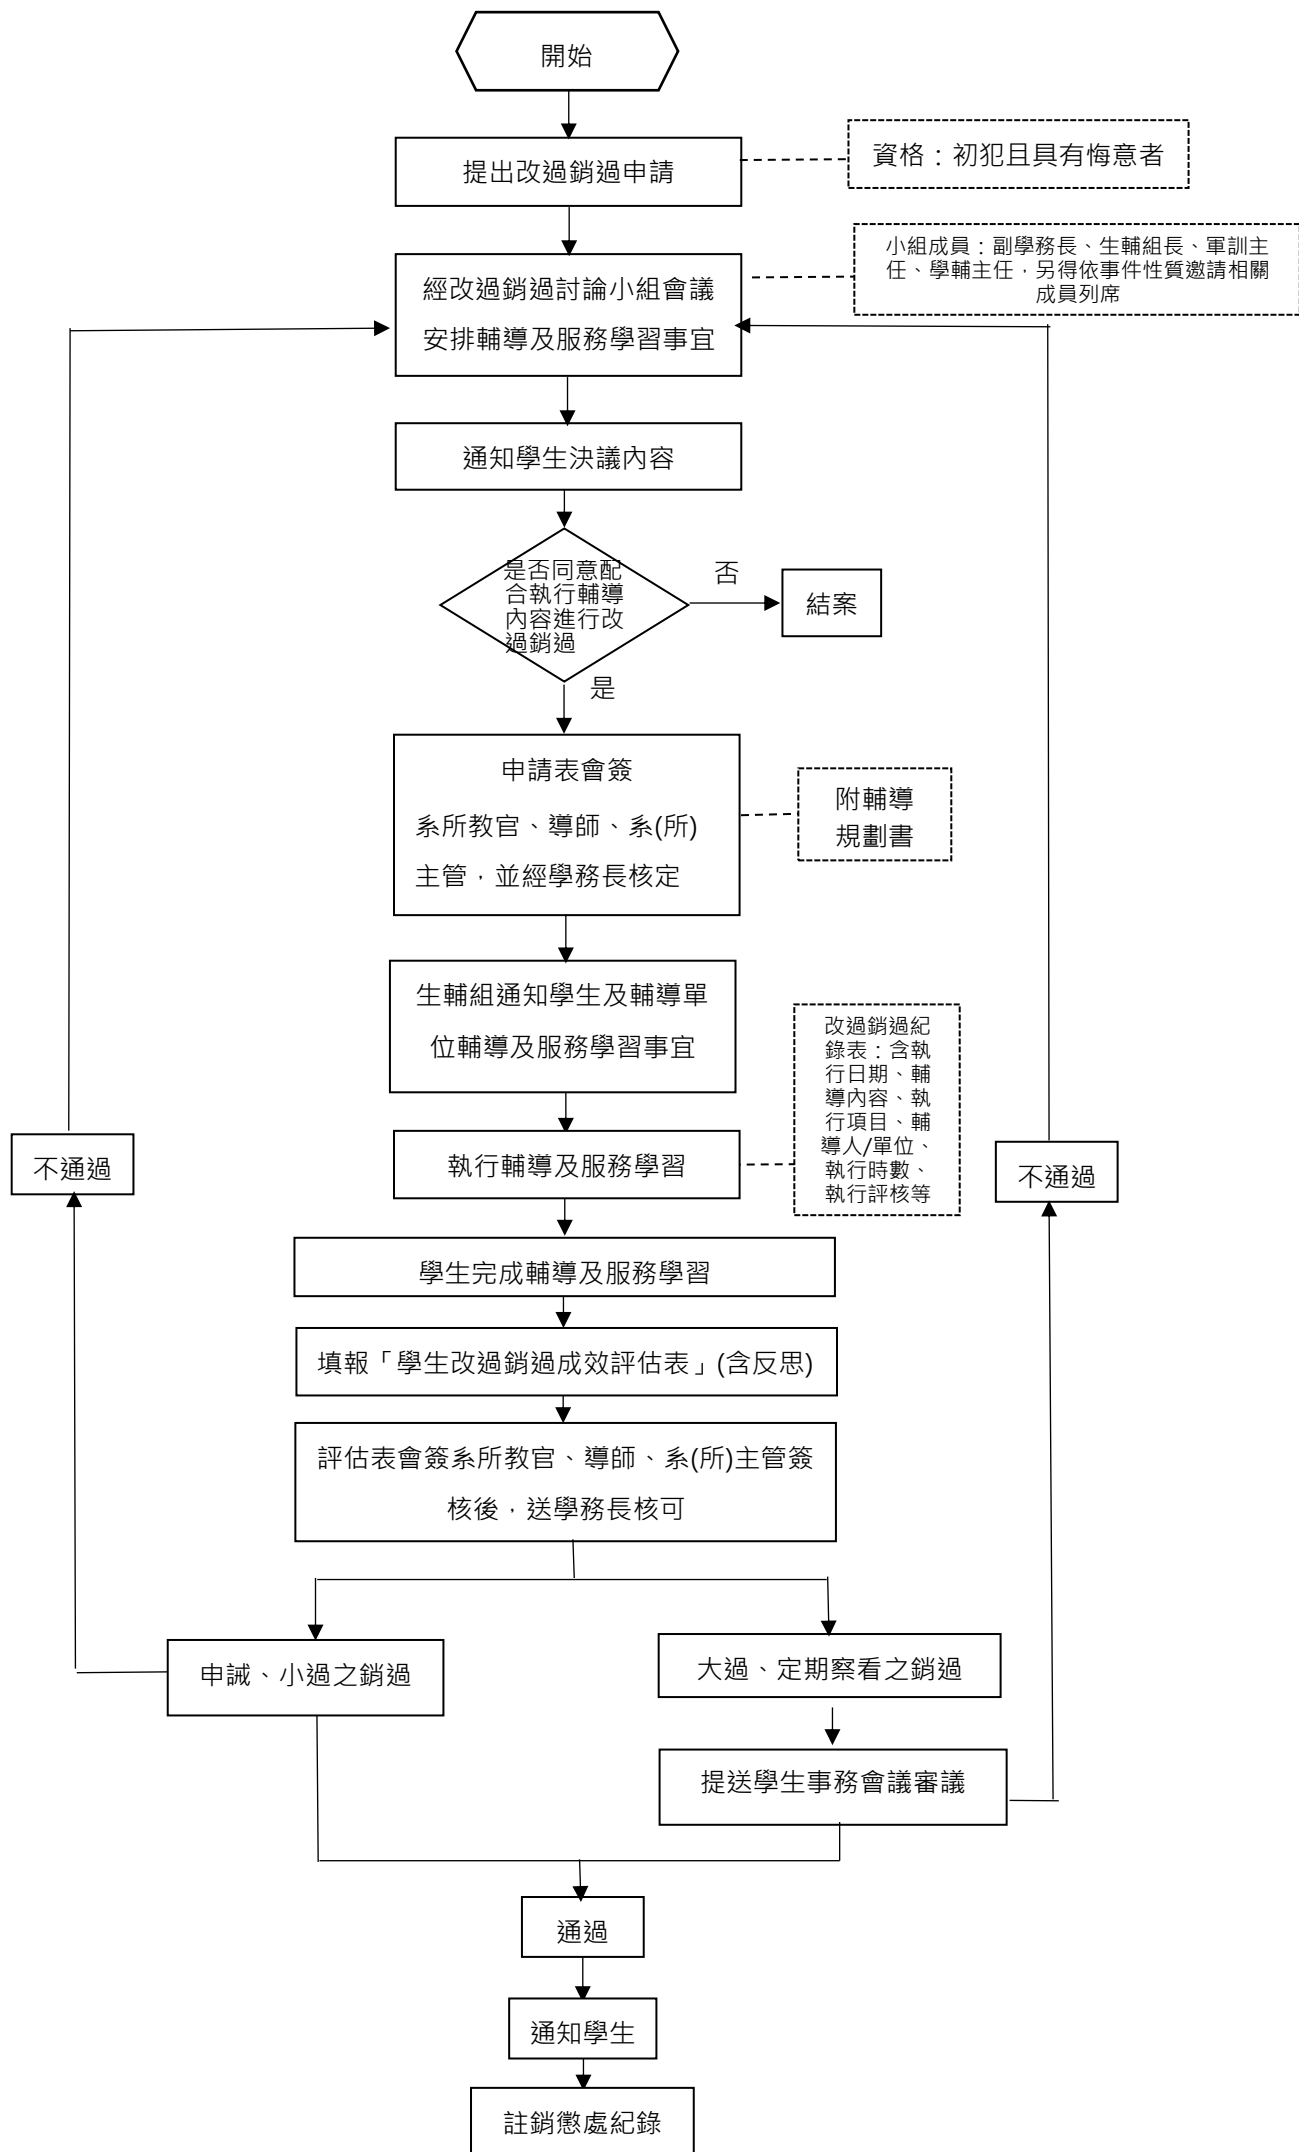 開始
提出改過銷過申請
資格：初犯且具有悔意者
小組成員：副學務長、生輔組長、軍訓主
任、學輔主任，另得依事件性質邀請相關
成員列席
經改過銷過討論小組會議
安排輔導及服務學習事宜
通知學生決議內容
是否同意配
合執行輔導
內容進行改
過銷過
否
結案
是
申請表會簽
系所教官、導師、系(所)
主管，並經學務長核定
附輔導
規劃書
生輔組通知學生及輔導單
位輔導及服務學習事宜
改過銷過紀
錄表：含執
行日期、輔
導內容、執
行項目、輔
導人/單位、
執行時數、
執行評核等
不通過
執行輔導及服務學習
不通過
學生完成輔導及服務學習
填報「學生改過銷過成效評估表」(含反思)
評估表會簽系所教官、導師、系(所)主管簽
核後，送學務長核可
申誡、小過之銷過
大過、定期察看之銷過
提送學生事務會議審議
通過
通知學生
註銷懲處紀錄